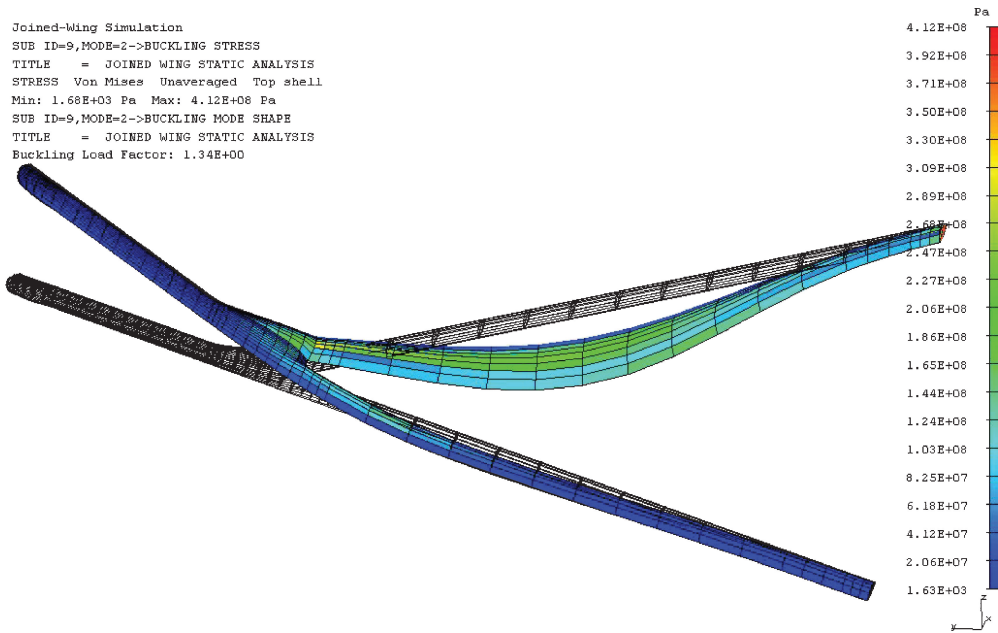 Joined-Wing Simulation
SUB ID=9,MODE=2->BUCKLING STRESS
TITLE = JOINED WING STATIC ANALYSIS
STRESS Von Mises Unaveraged Top shell
Min: 1.68E+03 Pa Max: 4.12E+08 Pa
SUB ID=9,MODE=2->BUCKLING MODE SHAPE
TITLE = JOINED WING STATIC ANALYSIS
Buckling Load Factor: 1.34E+00
Pa
4.12E+08
3.92E+08
3.71E+08
3.50E+08
3.30E+08
3.09E+08
2.89E+08
2.68E+08
2.47E+08
2.27E+08
2.06E+08
1.86E+08
1.65E+08
1.44E+08
1.24E+08
1.03E+08
8.25E+07
6.18E+07
4.12E+07
2.06E+07
1.63E+03
z
y x